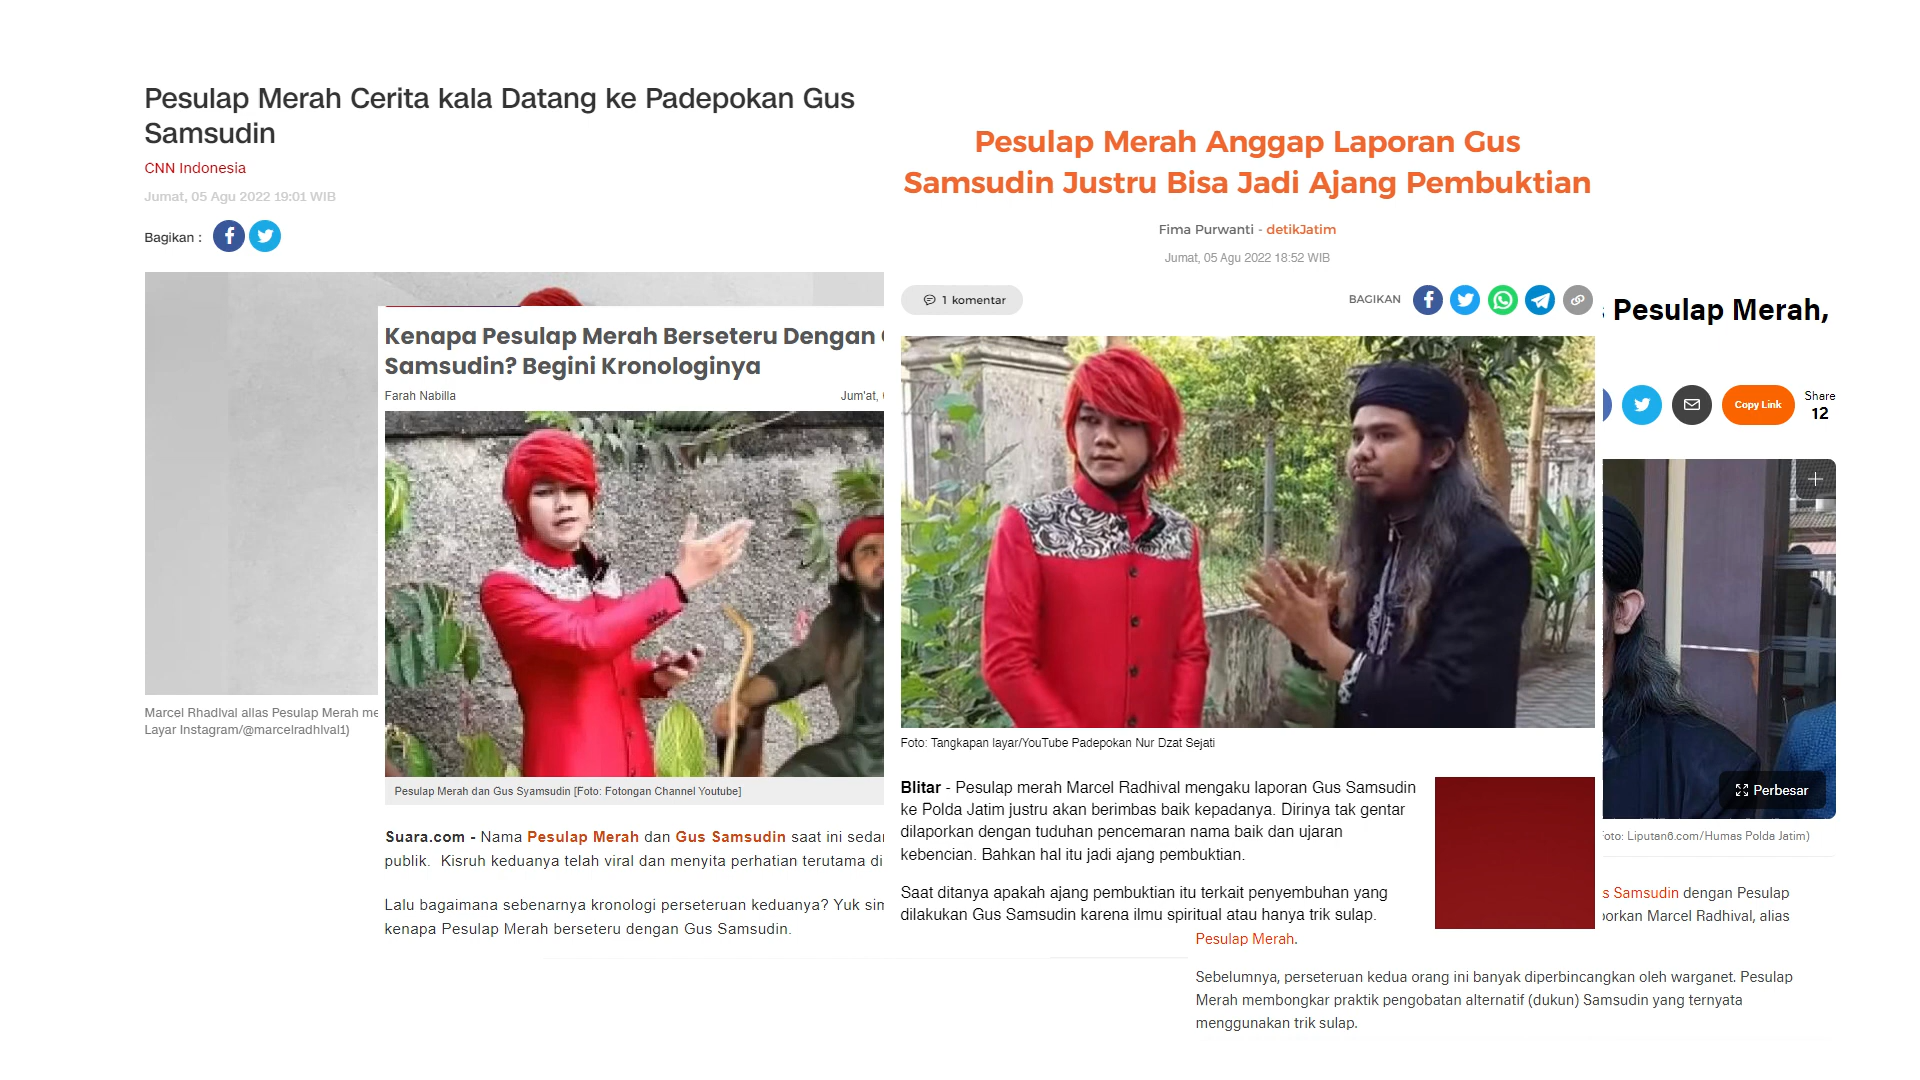 Pesulap Merah Cerita kala Datang ke Padepokan Gus
Samsudin
CNN Indonesia
Jumat, 05 Agu 2022 19:01 WIB
Bagikan :
Marcel Rhadival alias Pesulap Merah
Layar Instagram/@marcelradhival1)
Kenapa Pesulap Merah Berseteru Dengan
Samsudin? Begini Kronologinya
Farah Nabilla
Jum'at,
Pesulap Merah dan Gus Syamsudin [Foto: Fotongan Channel Youtube]
Suara.com - Nama Pesulap Merah dan Gus Samsudin saat ini
publik. Kisruh keduanya telah viral dan menyita perhatian terutama di
Lalu bagaimana sebenarnya kronologi perseteruan keduanya? Yuk
kenapa Pesulap Merah berseteru dengan Gus Samsudin.
Pesulap Merah Anggap Laporan Gus
Samsudin Justru Bisa Jadi Ajang Pembuktian
Fima Purwanti - detikJatim
Jumat, 05 Agu 2022 18:52 WIB
1 komentar
BAGIKAN
Foto: Tangkapan layar/YouTube Padepokan Nur Dzat Sejati
Blitar - Pesulap merah Marcel Radhival mengaku laporan Gus Samsudin
ke Polda Jatim justru akan berimbas baik kepadanya. Dirinya tak gentar
dilaporkan dengan tuduhan pencemaran nama baik dan ujaran
kebencian. Bahkan hal itu jadi ajang pembuktian.
Saat ditanya apakah ajang pembuktian itu terkait penyembuhan yang
dilakukan Gus Samsudin karena ilmu spiritual atau hanya trik sulap.
Pesulap Merah,
Copy Link
Share
12
Perbesar
Liputan6.com/Humas Polda Jatim)
Samsudin dengan Pesulap
Marcel Radhival, alias
Pesulap Merah.
Sebelumnya, perseteruan kedua orang ini banyak diperbincangkan oleh warganet. Pesulap
Merah membongkar praktik pengobatan alternatif (dukun) Samsudin yang ternyata
menggunakan trik sulap.